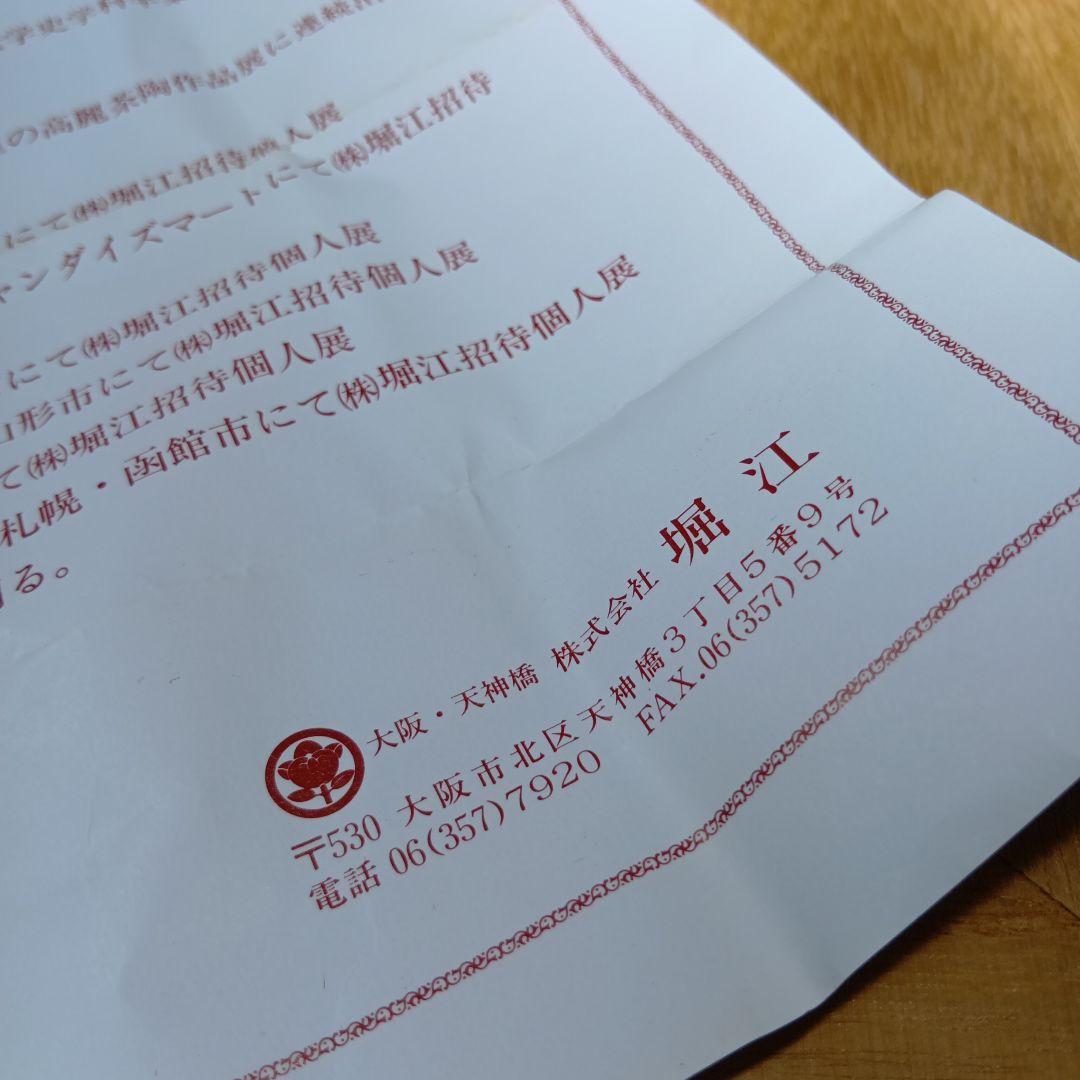 学史学科
の高麗茶陶作品展に連続
にて㈱堀江招待個人展
ャンダイズマートにて㈱堀江招待
にて㈱堀江招待個人展
山形市にて㈱堀江招待個人展
て㈱堀江招待個人展
札幌・函館市にて㈱堀江招待個人展
る。
大阪・天神橋 株式会社 堀江
〒530 大阪市北区天神橋3丁目5番9号
電話 06(357)7920 FAX.06(357)5172